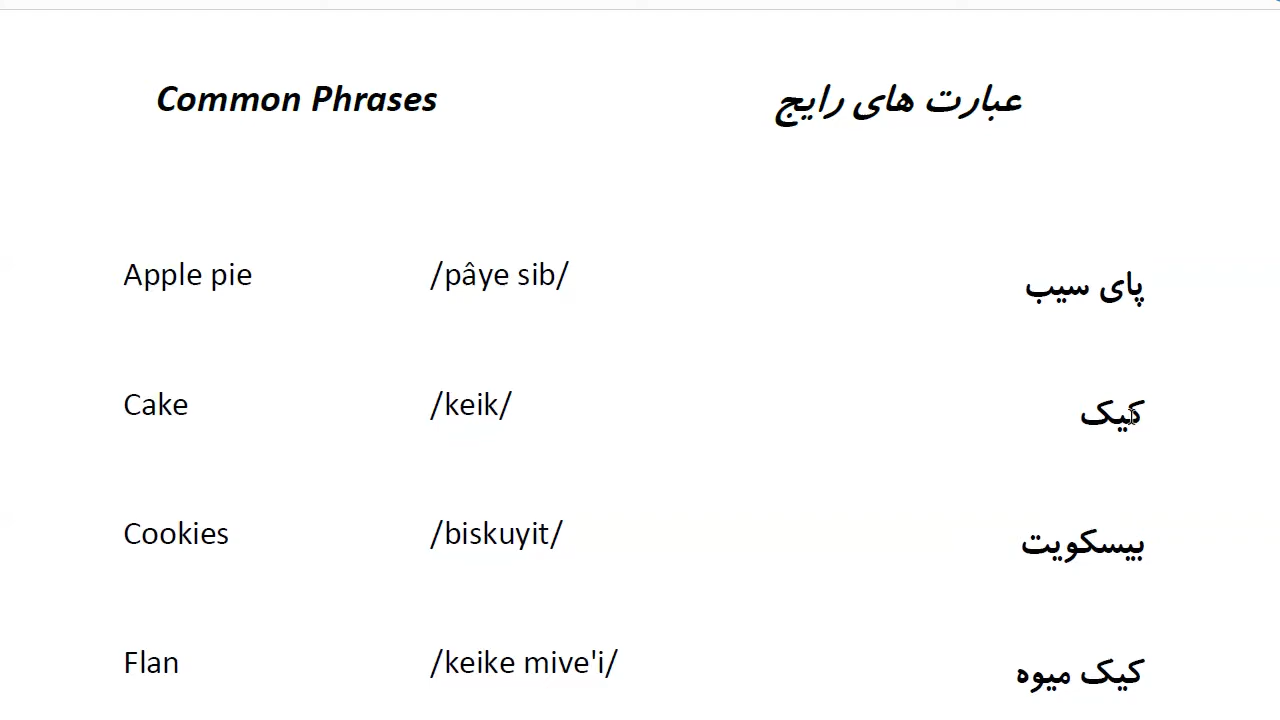 Common Phrases عبارت های رایج
Apple pie /pâye sib/ پای سیب
Cake /keik/ کیک
Cookies /biskuyit/ بیسکویت
Flan /keike mive'i/ کیک میوه